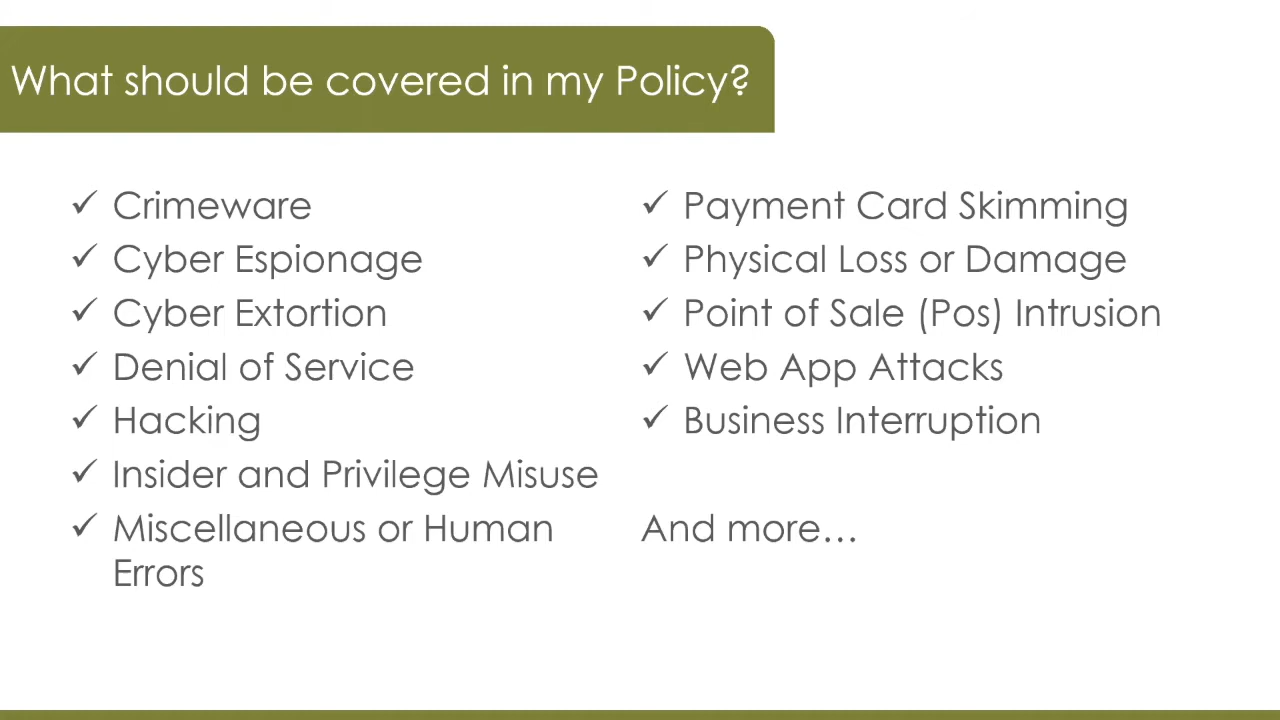 What should be covered in my Policy?
✓ Crimeware
✓ Cyber Espionage
✓ Cyber Extortion
✓ Denial of Service
✓ Hacking
✓ Insider and Privilege Misuse
✓ Miscellaneous or Human
Errors
✓ Payment Card Skimming
✓ Physical Loss or Damage
✓ Point of Sale (Pos) Intrusion
✓ Web App Attacks
✓ Business Interruption
And more...